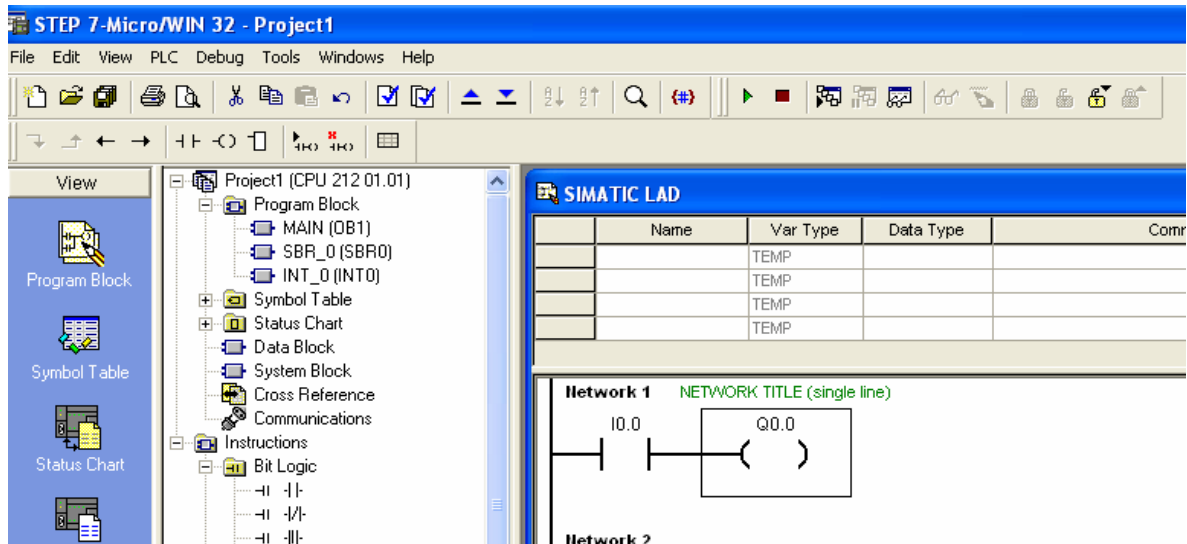 STEP 7-Micro/WIN 32 - Project1
File Edit View PLC Debug Tools Windows Help
View
Program Block
Symbol Table
Status Chart
Project1 (CPU 212 01.01)
Program Block
MAIN (OB1)
SBR_0 (SBR0)
INT_0 (INT0)
Symbol Table
Status Chart
Data Block
System Block
Cross Reference
Communications
Instructions
Bit Logic
-| |-
-|/|-
-|I|-
SIMATIC LAD
Name Var Type Data Type Comm
TEMP
TEMP
TEMP
TEMP
Network 1 NETWORK TITLE (single line)
I0.0 Q0.0
Network 2